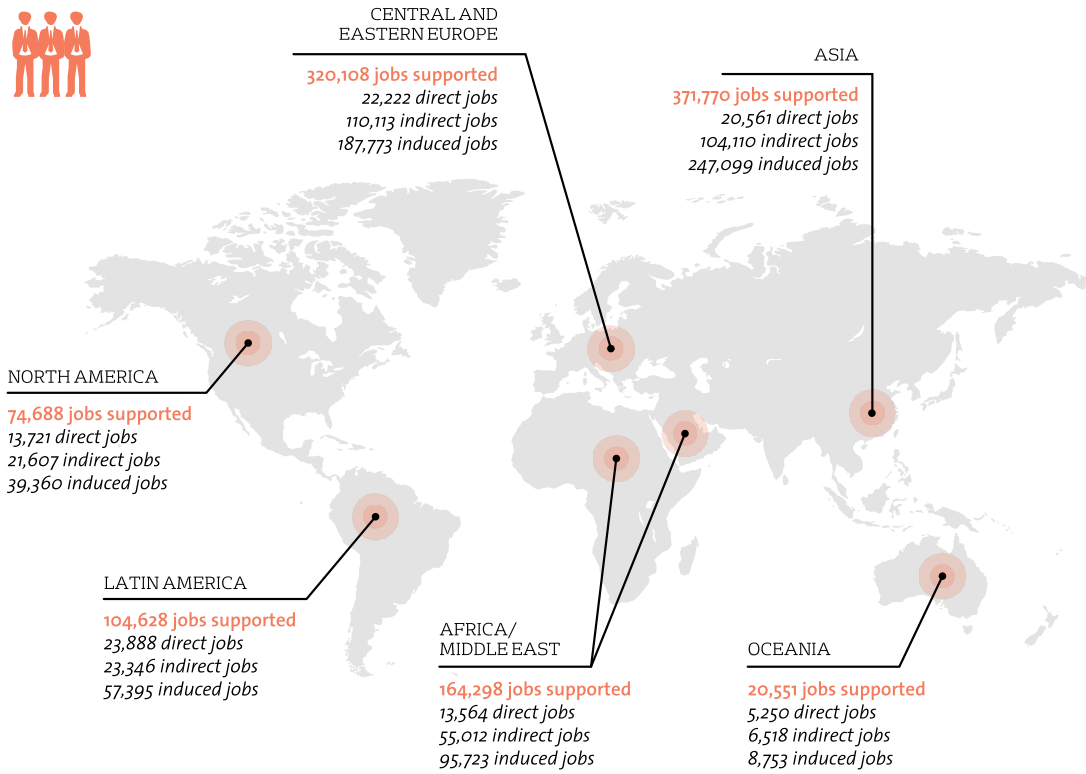 CENTRAL AND
EASTERN EUROPE
320,108 jobs supported
22,222 direct jobs
110,113 indirect jobs
187,773 induced jobs
ASIA
371,770 jobs supported
20,561 direct jobs
104,110 indirect jobs
247,099 induced jobs
NORTH AMERICA
74,688 jobs supported
13,721 direct jobs
21,607 indirect jobs
39,360 induced jobs
LATIN AMERICA
104,628 jobs supported
23,888 direct jobs
23,346 indirect jobs
57,395 induced jobs
AFRICA/
MIDDLE EAST
164,298 jobs supported
13,564 direct jobs
55,012 indirect jobs
95,723 induced jobs
OCEANIA
20,551 jobs supported
5,250 direct jobs
6,518 indirect jobs
8,753 induced jobs